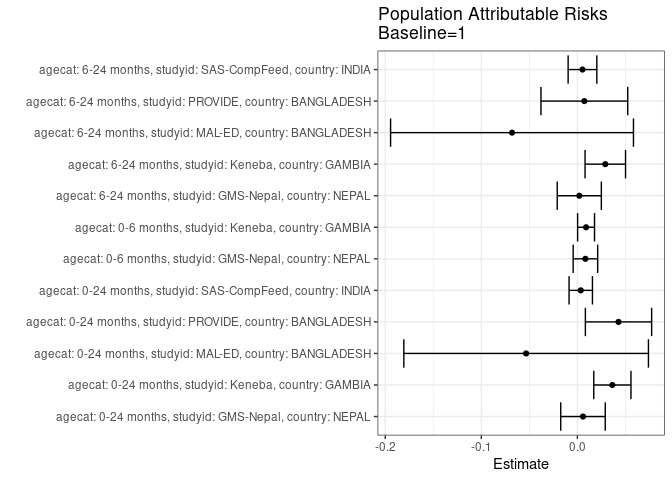 Population Attributable Risks
Baseline=1
agecat: 6-24 months, studyid: SAS-CompFeed, country: INDIA
agecat: 6-24 months, studyid: PROVIDE, country: BANGLADESH
agecat: 6-24 months, studyid: MAL-ED, country: BANGLADESH
agecat: 6-24 months, studyid: Keneba, country: GAMBIA
agecat: 6-24 months, studyid: GMS-Nepal, country: NEPAL
agecat: 0-6 months, studyid: Keneba, country: GAMBIA
agecat: 0-6 months, studyid: GMS-Nepal, country: NEPAL
agecat: 0-24 months, studyid: SAS-CompFeed, country: INDIA
agecat: 0-24 months, studyid: PROVIDE, country: BANGLADESH
agecat: 0-24 months, studyid: MAL-ED, country: BANGLADESH
agecat: 0-24 months, studyid: Keneba, country: GAMBIA
agecat: 0-24 months, studyid: GMS-Nepal, country: NEPAL
-0.2 -0.1 0.0
Estimate